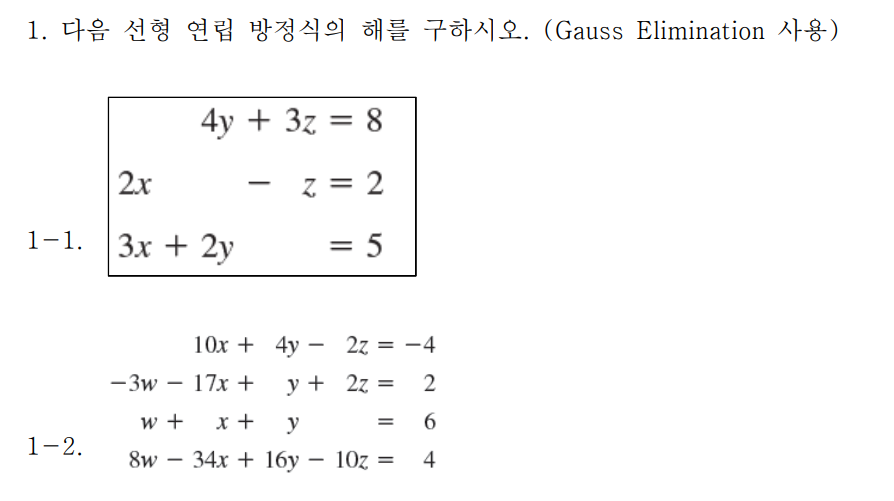 1. 다음 선형 연립 방정식의 해를 구하시오. (Gauss Elimination 사용)
4y + 3z = 8
2x - z = 2
1-1. 3x + 2y = 5
10x + 4y - 2z = -4
-3w - 17x + y + 2z = 2
w + x + y = 6
1-2. 8w - 34x + 16y - 10z = 4